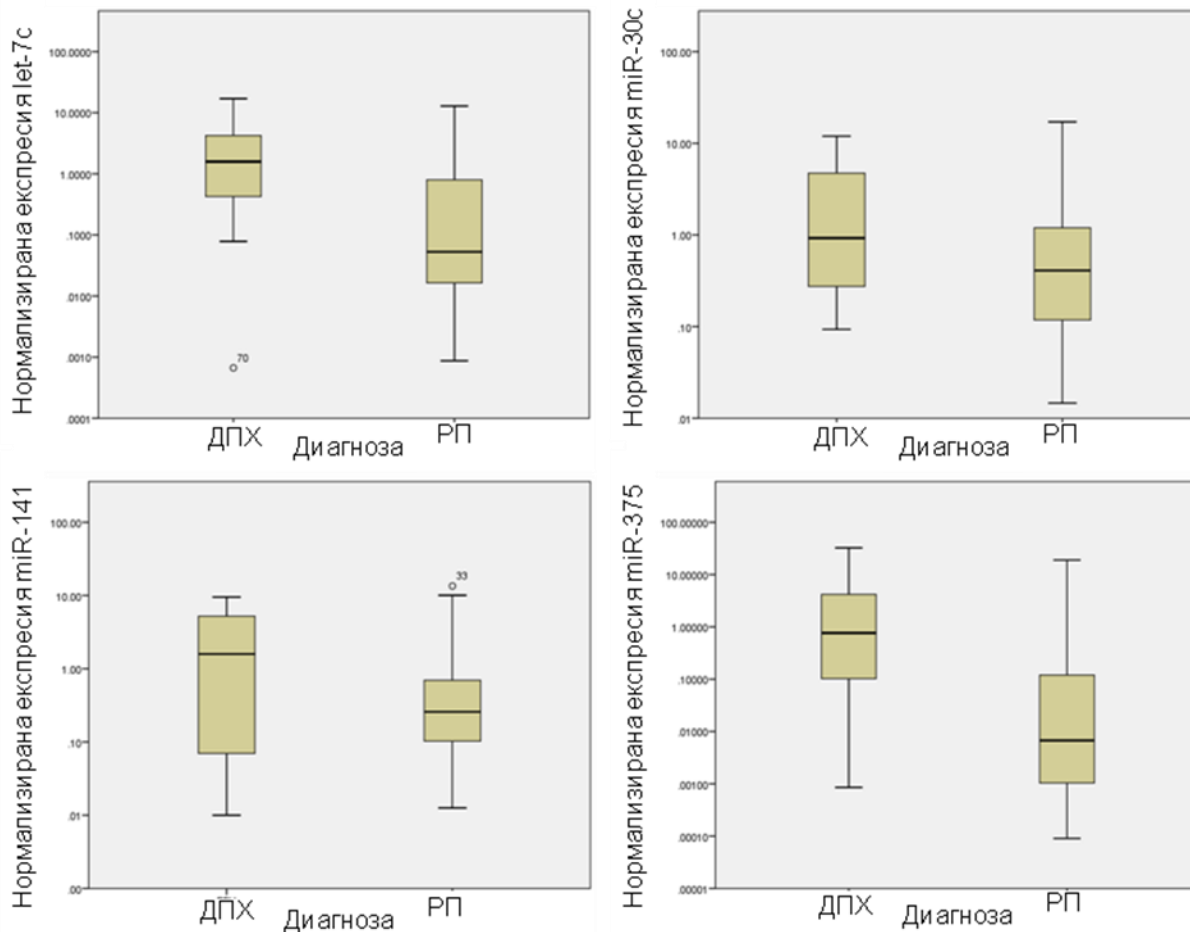 Нормализирана експресия let-7c
100.0000
10.0000
1.0000
.1000
.0100
.0010
.0001
70
ДПХ
РП
Диагноза
Нормализирана експресия miR-30c
100.00
10.00
1.00
.10
.01
ДПХ
РП
Диагноза
Нормализирана експресия miR-141
100.00
10.00
1.00
.10
.01
.00
33
ДПХ
РП
Диагноза
Нормализирана експресия miR-375
100.00000
10.00000
1.00000
.10000
.01000
.00100
.00010
.00001
ДПХ
РП
Диагноза